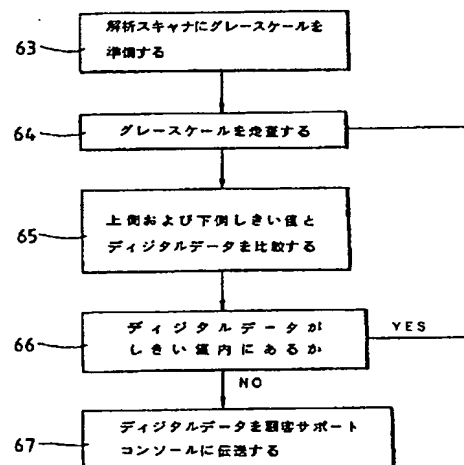 63
解析スキャナにグレースケールを
準備する
64
グレースケールを走査する
65
上側および下側しきい値と
ディジタルデータを比較する
66
ディジタルデータが
しきい値内にあるか
YES
NO
67
ディジタルデータを顧客サポート
コンソールに伝送する